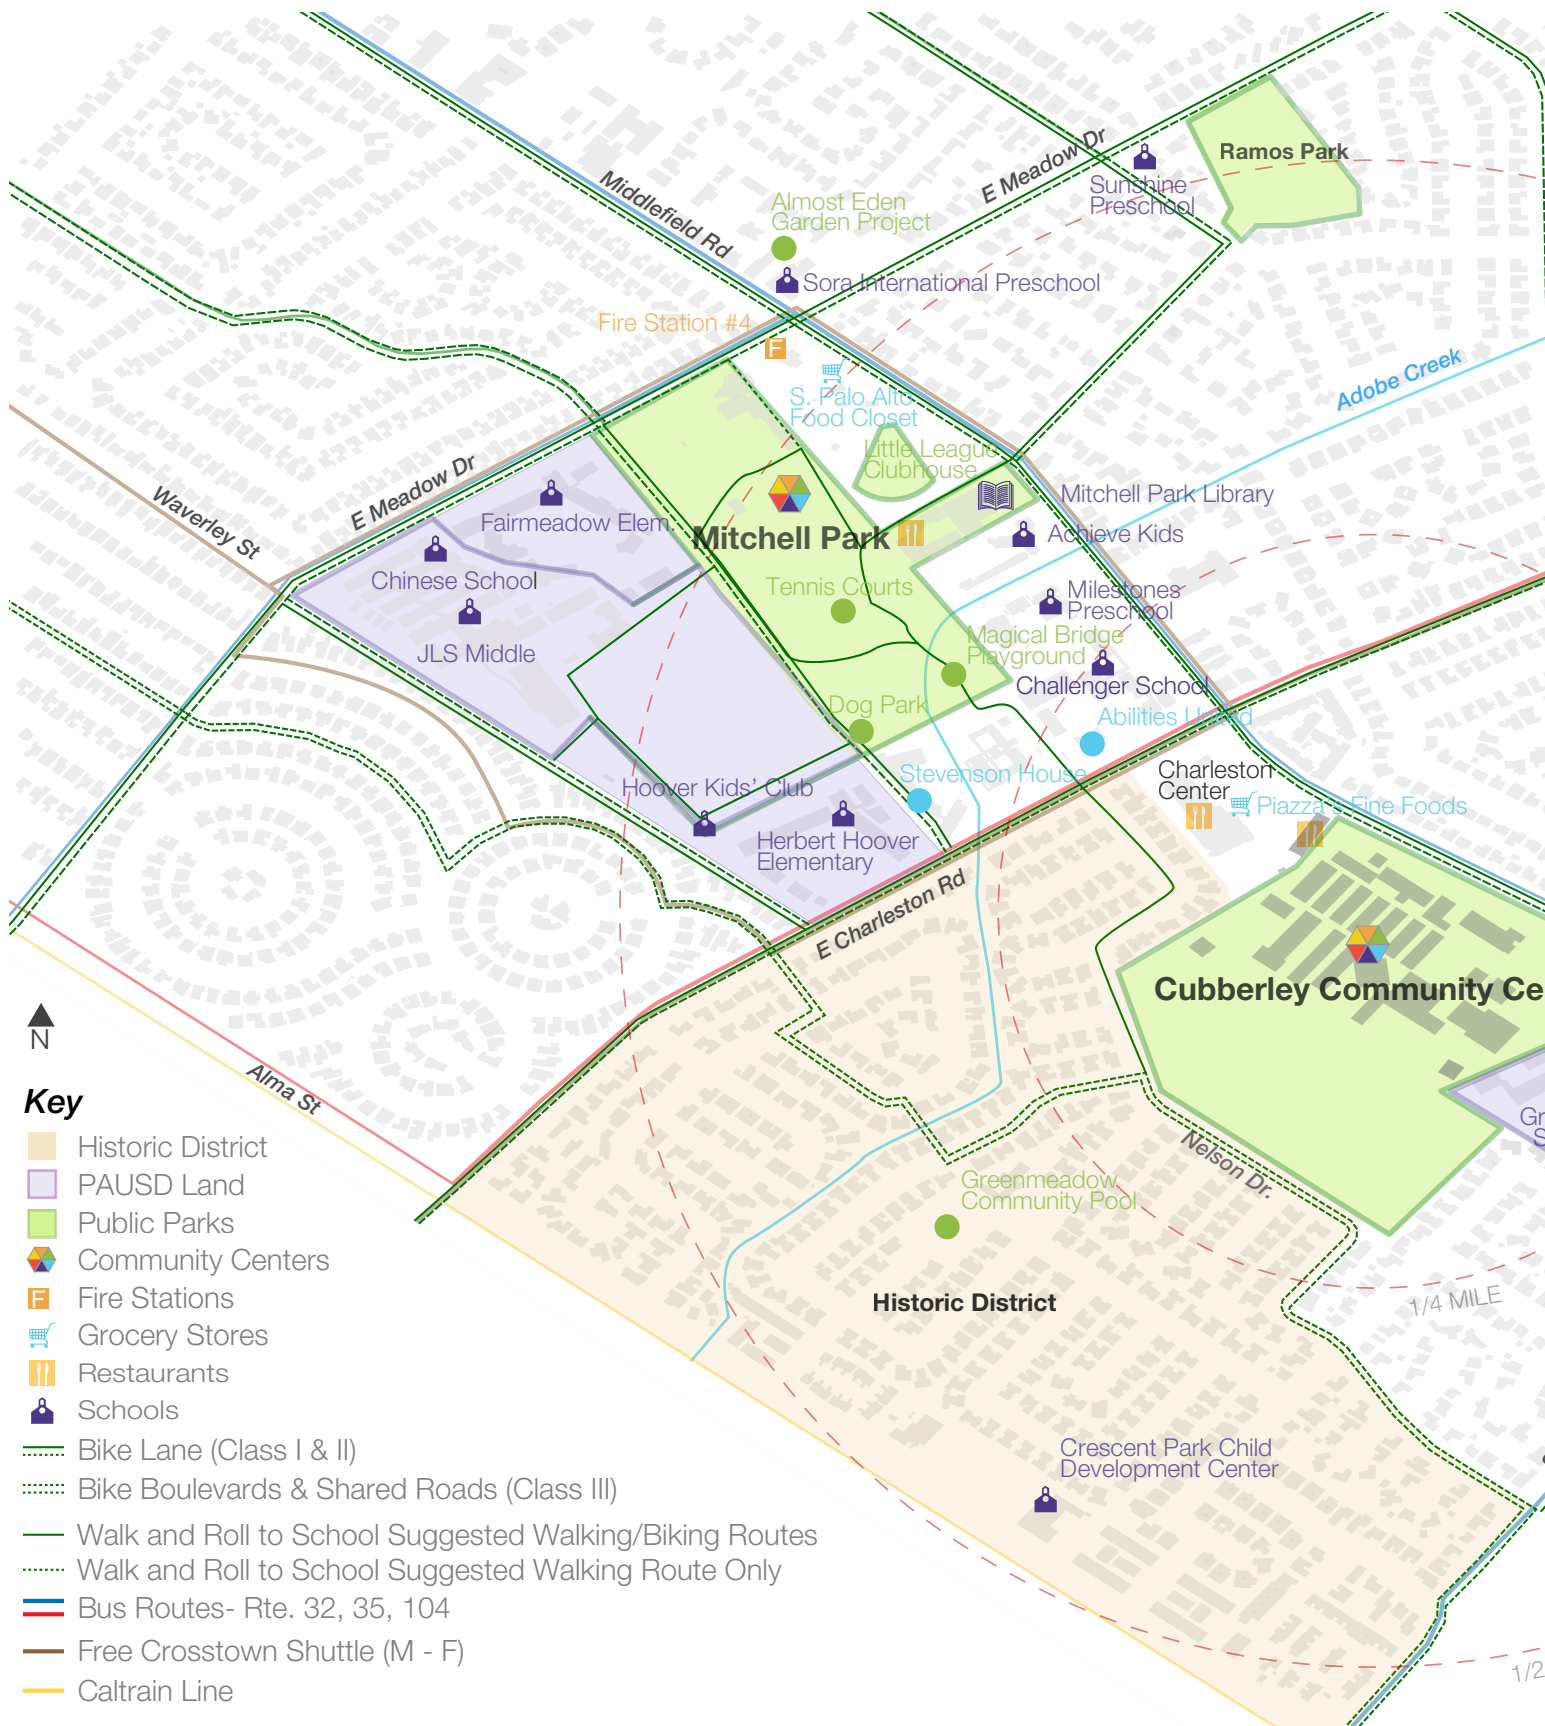 E Meadow Dr
Ramos Park
Sunshine
Preschool
Middlefield Rd
Almost Eden
Garden Project
Sora International Preschool
Fire Station #4
F
S. Palo Alto
Food Closet
Adobe Creek
Little League
Clubhouse
E Meadow Dr
Waverley St
Fairmeadow Elem.
Mitchell Park Library
Mitchell Park
Achieve Kids
Chinese School
Tennis Courts
Milestones
Preschool
JLS Middle
Magical Bridge
Playground
Challenger School
Dog Park
Abilities United
Hoover Kids' Club
Stevenson House
Charleston
Center
Piazza's Fine Foods
Herbert Hoover
Elementary
E Charleston Rd
Cubberley Community Ce
N
Alma St
Gr
S
Nelson Dr.
Greenmeadow
Community Pool
Historic District
1/4 MILE
Crescent Park Child
Development Center
1/2
Key
Historic District
PAUSD Land
Public Parks
Community Centers
F
Fire Stations
Grocery Stores
Restaurants
Schools
Bike Lane (Class I & II)
Bike Boulevards & Shared Roads (Class III)
Walk and Roll to School Suggested Walking/Biking Routes
Walk and Roll to School Suggested Walking Route Only
Bus Routes- Rte. 32, 35, 104
Free Crosstown Shuttle (M - F)
Caltrain Line